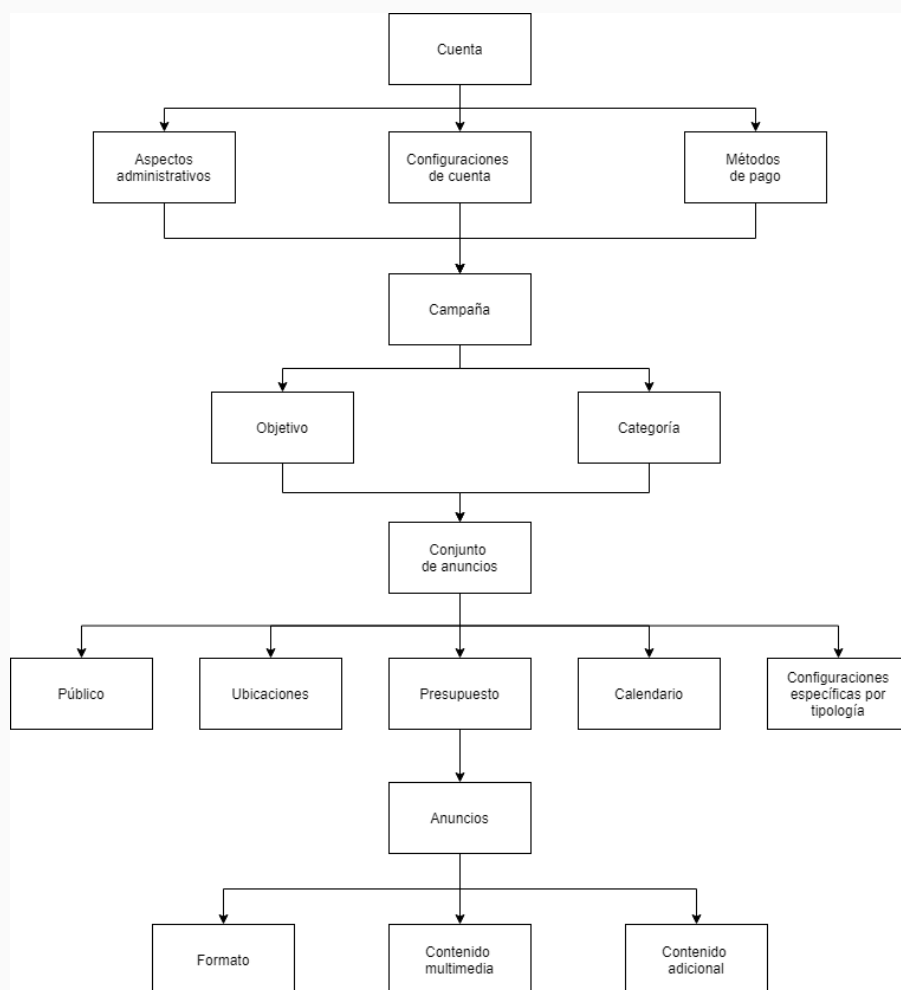 Cuenta
Aspectos
administrativos
Configuraciones
de cuenta
Métodos
de pago
Campaña
Objetivo
Categoría
Conjunto
de anuncios
Público
Ubicaciones
Presupuesto
Calendario
Configuraciones
específicas por
tipología
Anuncios
Formato
Contenido
multimedia
Contenido
adicional